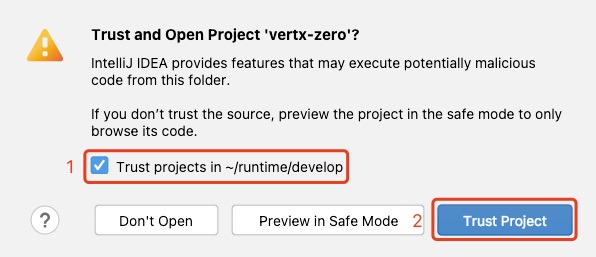 Trust and Open Project 'vertx-zero'?
IntelliJ IDEA provides features that may execute potentially malicious
code from this folder.
If you don’t trust the source, preview the project in the safe mode to only
browse its code.
1 Trust projects in ~/runtime/develop
? Don't Open Preview in Safe Mode 2 Trust Project